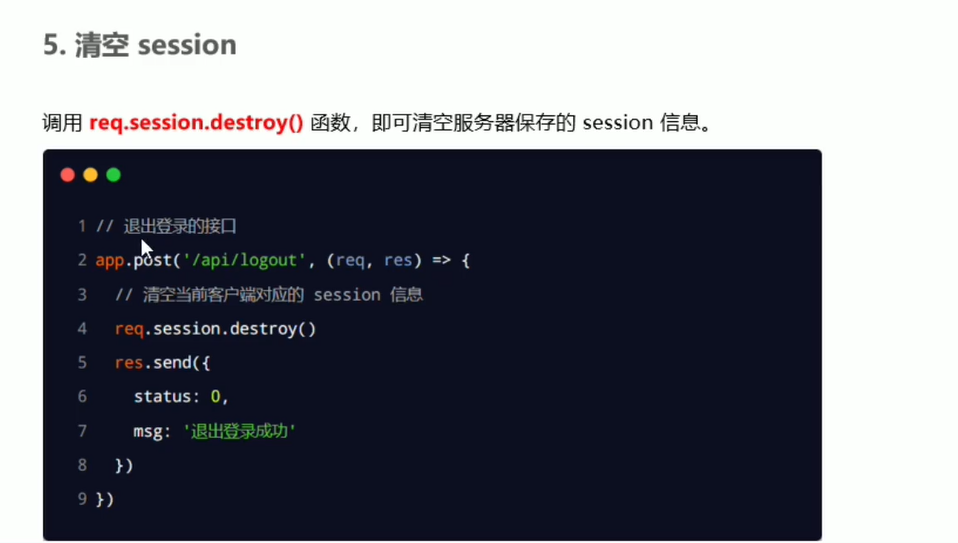 5. 清空 session
调用 req.session.destroy() 函数，即可清空服务器保存的 session 信息。
1 // 退出登录的接口
2 app.post('/api/logout', (req, res) => {
3   // 清空当前客户端对应的 session 信息
4   req.session.destroy()
5   res.send({
6     status: 0,
7     msg: '退出登录成功'
8   })
9 })